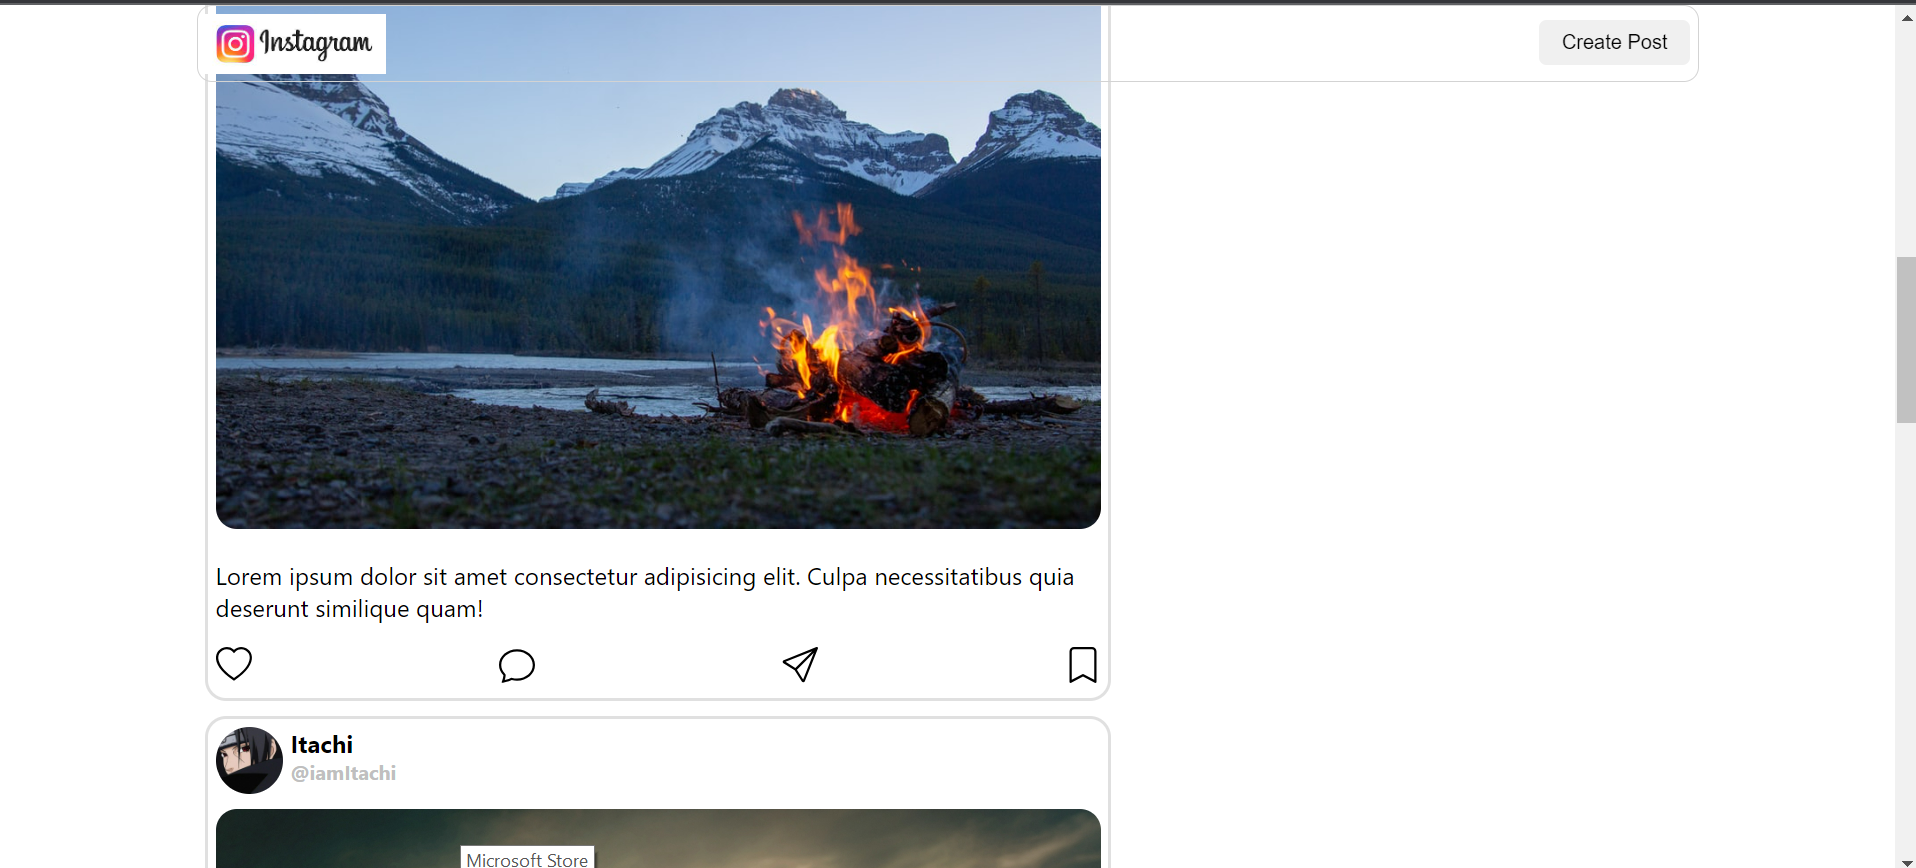 Instagram
Create Post
Lorem ipsum dolor sit amet consectetur adipisicing elit. Culpa necessitatibus quia
deserunt similique quam!
Itachi
@iamItachi
Microsoft Store